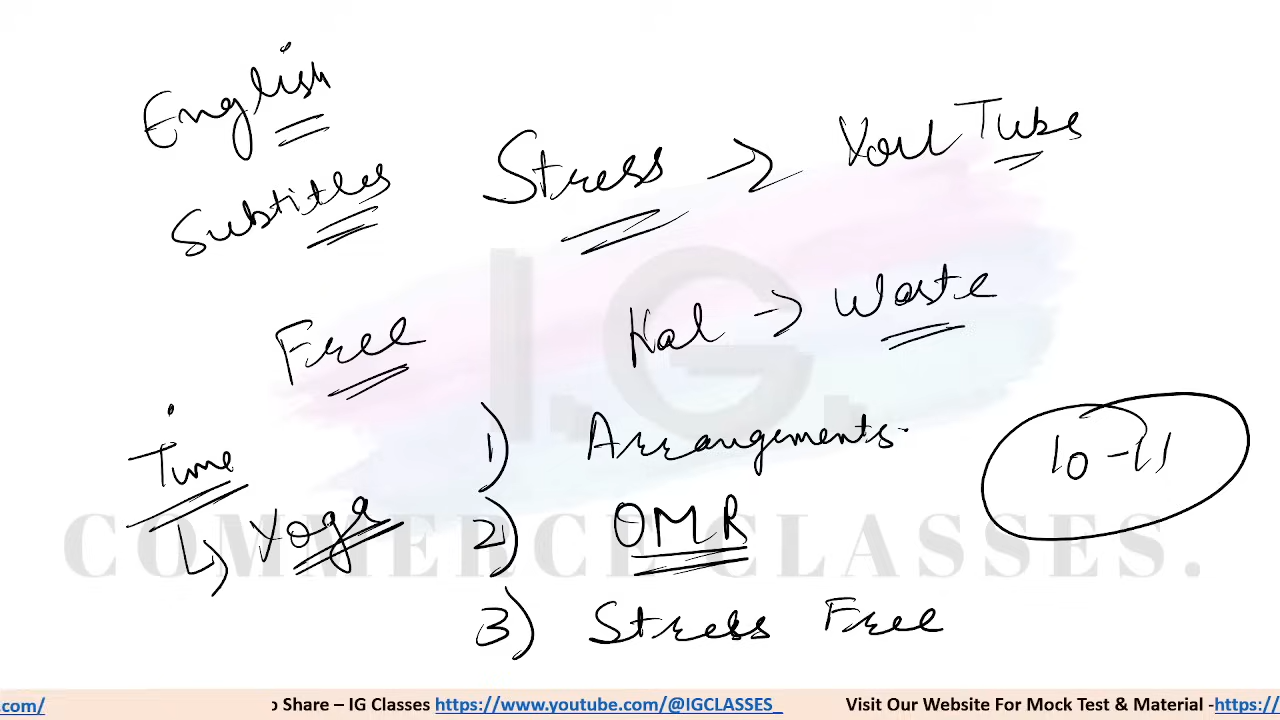 English
Subtitles
Stress → YouTube
Free
Kal → Waste
Time
↳ Yoga
1) Arrangements
2) OMR
3) Stress Free
10-11
I.G.
COMMERCE CLASSES.
.com/
o Share – IG Classes https://www.youtube.com/@IGCLASSES_
Visit Our Website For Mock Test & Material -https://